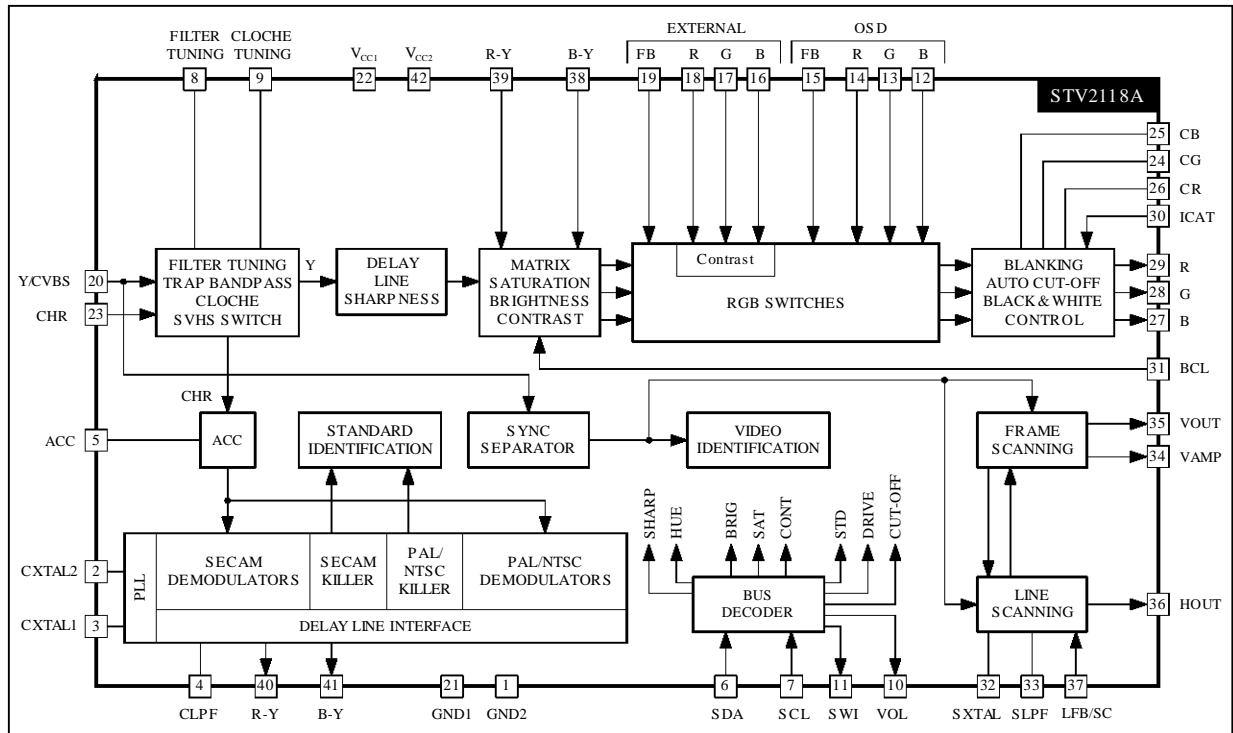 FILTER TUNING
CLOCHE TUNING
VCC1
VCC2
R-Y
B-Y
EXTERNAL
FB R G B
OSD
FB R G B
8 9 22 42 39 38 19 18 17 16 15 14 13 12
STV2118A
25 CB
24 CG
26 CR
30 ICAT
Y/CVBS 20
CHR 23
FILTER TUNING
TRAP BANDPASS
CLOCHE
SVHS SWITCH
Y
DELAY
LINE
SHARPNESS
MATRIX
SATURATION
BRIGHTNESS
CONTRAST
Contrast
RGB SWITCHES
BLANKING
AUTO CUT-OFF
BLACK & WHITE
CONTROL
29 R
28 G
27 B
31 BCL
CHR
ACC 5
ACC
STANDARD
IDENTIFICATION
SYNC
SEPARATOR
VIDEO
IDENTIFICATION
FRAME
SCANNING
35 VOUT
34 VAMP
SHARP
HUE
BRIG
SAT
CONT
STD
DRIVE
CUT-OFF
CXTAL2 2
CXTAL1 3
PLL
SECAM
DEMODULATORS
SECAM
KILLER
PAL/
NTSC
KILLER
PAL/NTSC
DEMODULATORS
DELAY LINE INTERFACE
BUS
DECODER
LINE
SCANNING
36 HOUT
4 40 41 21 1 6 7 11 10 32 33 37
CLPF R-Y B-Y GND1 GND2 SDA SCL SWI VOL SXTAL SLPF LFB/SC